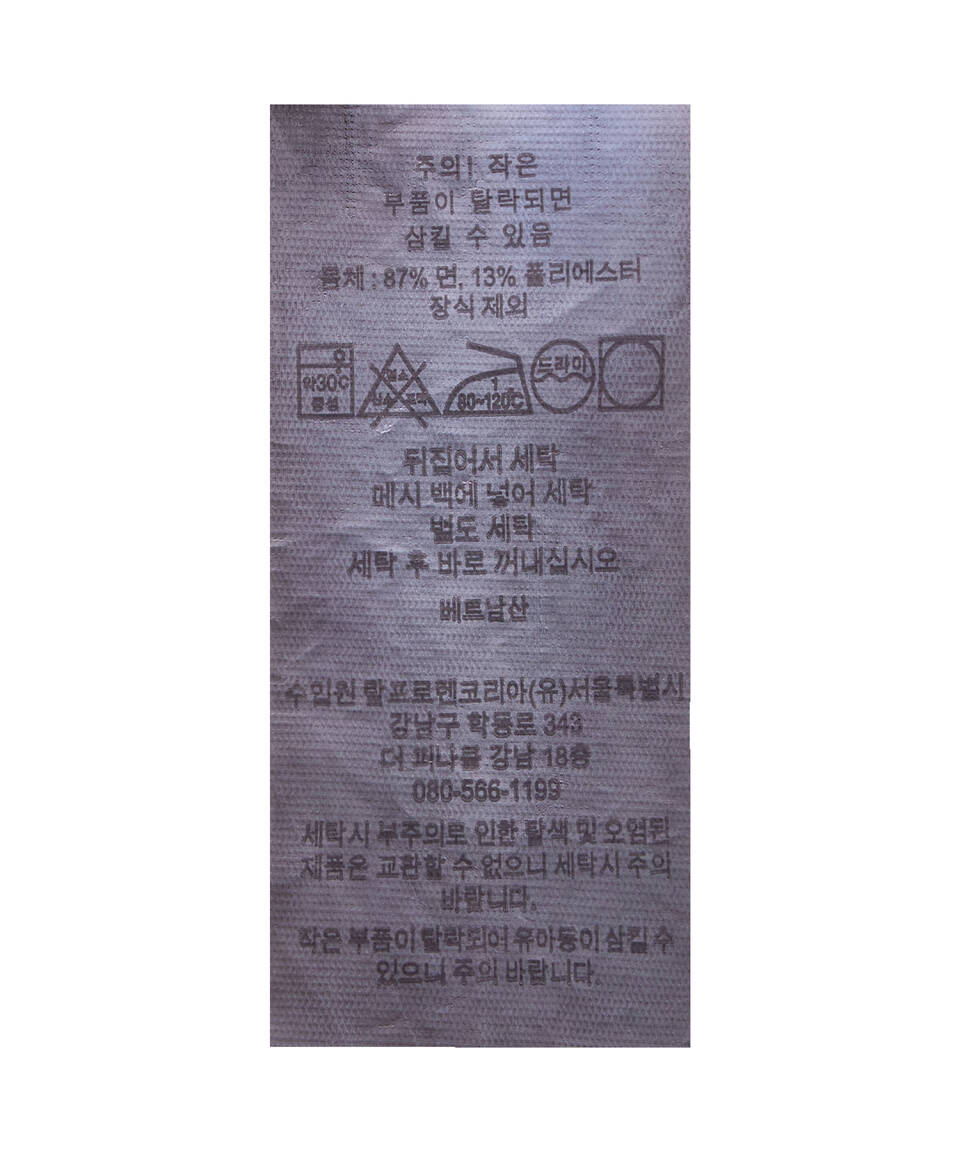 주의! 작은
부품이 탈락되면
삼킬 수 있음
몸체 : 87% 면, 13% 폴리에스터
장식 제외
약30℃
중성
염소
산소 표백
1
80~120℃
드라이
뒤집어서 세탁
메시 백에 넣어 세탁
별도 세탁
세탁 후 바로 꺼내십시오
베트남산
수입원 랄프로렌코리아(유)서울특별시
강남구 학동로 343
더 피나클 강남 18층
080-566-1199
세탁시 부주의로 인한 탈색 및 오염된
제품은 교환할 수 없으니 세탁시 주의
바랍니다.
작은 부품이 탈락되어 유아동이 삼킬 수
있으니 주의 바랍니다.